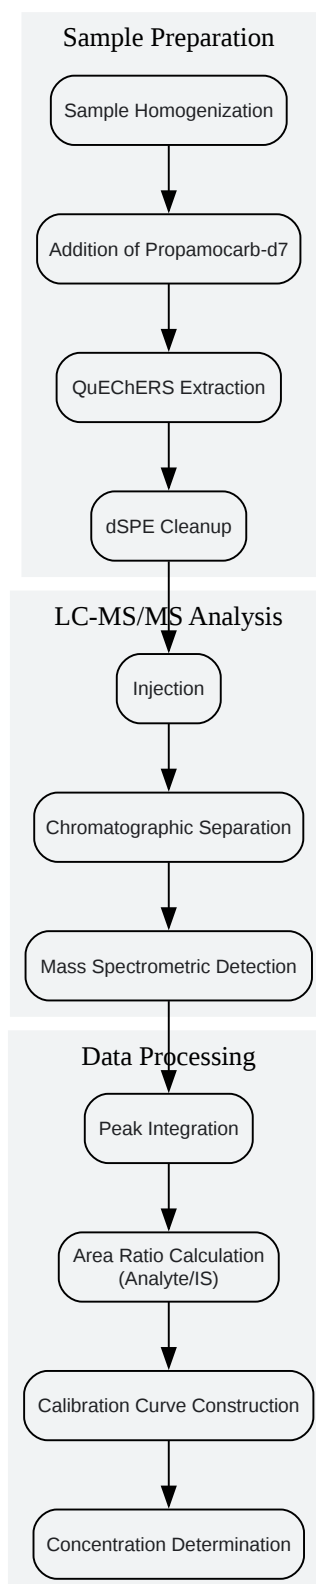 Sample Preparation
Sample Homogenization
Addition of Propamocarb-d7
QuEChERS Extraction
dSPE Cleanup
LC-MS/MS Analysis
Injection
Chromatographic Separation
Mass Spectrometric Detection
Data Processing
Peak Integration
Area Ratio Calculation
(Analyte/IS)
Calibration Curve Construction
Concentration Determination